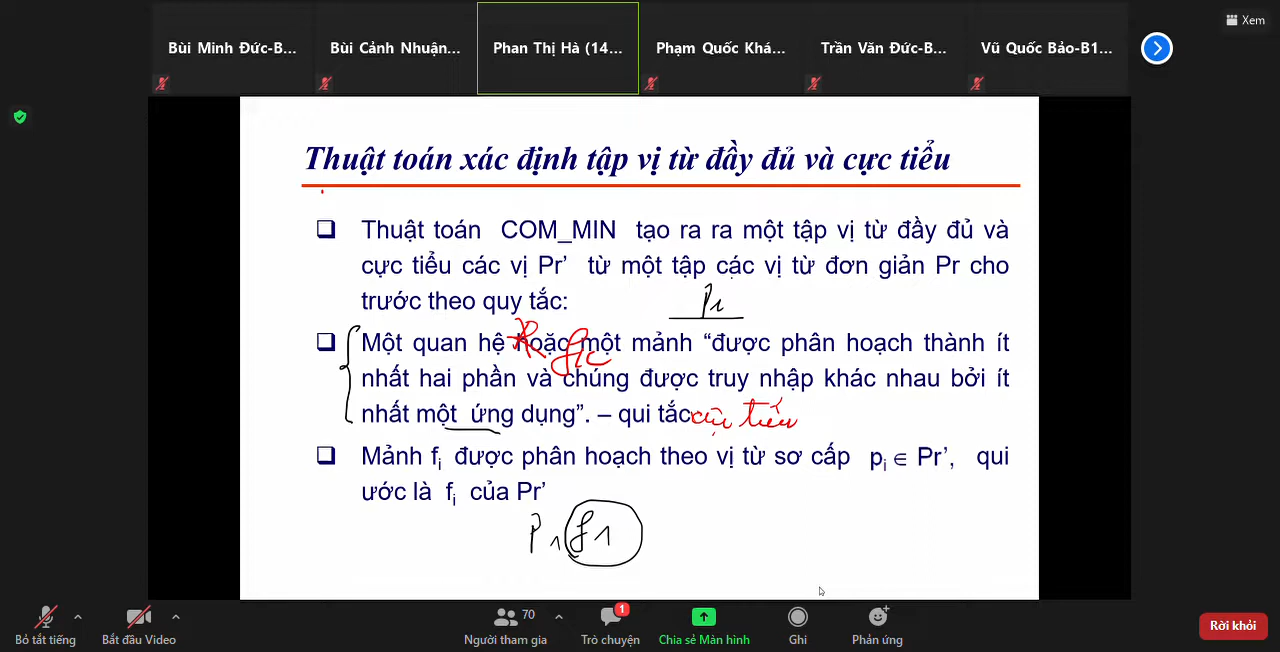 Bùi Minh Đức-B...
Bùi Cảnh Nhuận...
Phan Thị Hà (14...
Phạm Quốc Khá...
Trần Văn Đức-B...
Vũ Quốc Bảo-B1...
Xem
Thuật toán xác định tập vị từ đầy đủ và cực tiểu
Thuật toán COM_MIN tạo ra ra một tập vị từ đầy đủ và
cực tiểu các vị Pr’ từ một tập các vị từ đơn giản Pr cho
trước theo quy tắc:
Một quan hệ hoặc một mảnh “được phân hoạch thành ít
R
nhất hai phần và chúng được truy nhập khác nhau bởi ít
nhất một ứng dụng”. – qui tắc
Mảnh fi được phân hoạch theo vị từ sơ cấp pi ∈ Pr’, qui
ước là fi của Pr’
P1 f1
Bỏ tắt tiếng
Bắt đầu Video
70
Người tham gia
1
Trò chuyện
Chia sẻ Màn hình
Ghi
Phản ứng
Rời khỏi